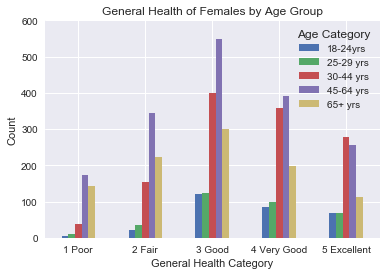 General Health of Females by Age Group
Age Category
18-24yrs
25-29 yrs
30-44 yrs
45-64 yrs
65+ yrs
600
500
400
300
200
100
0
Count
1 Poor
2 Fair
3 Good
4 Very Good
5 Excellent
General Health Category